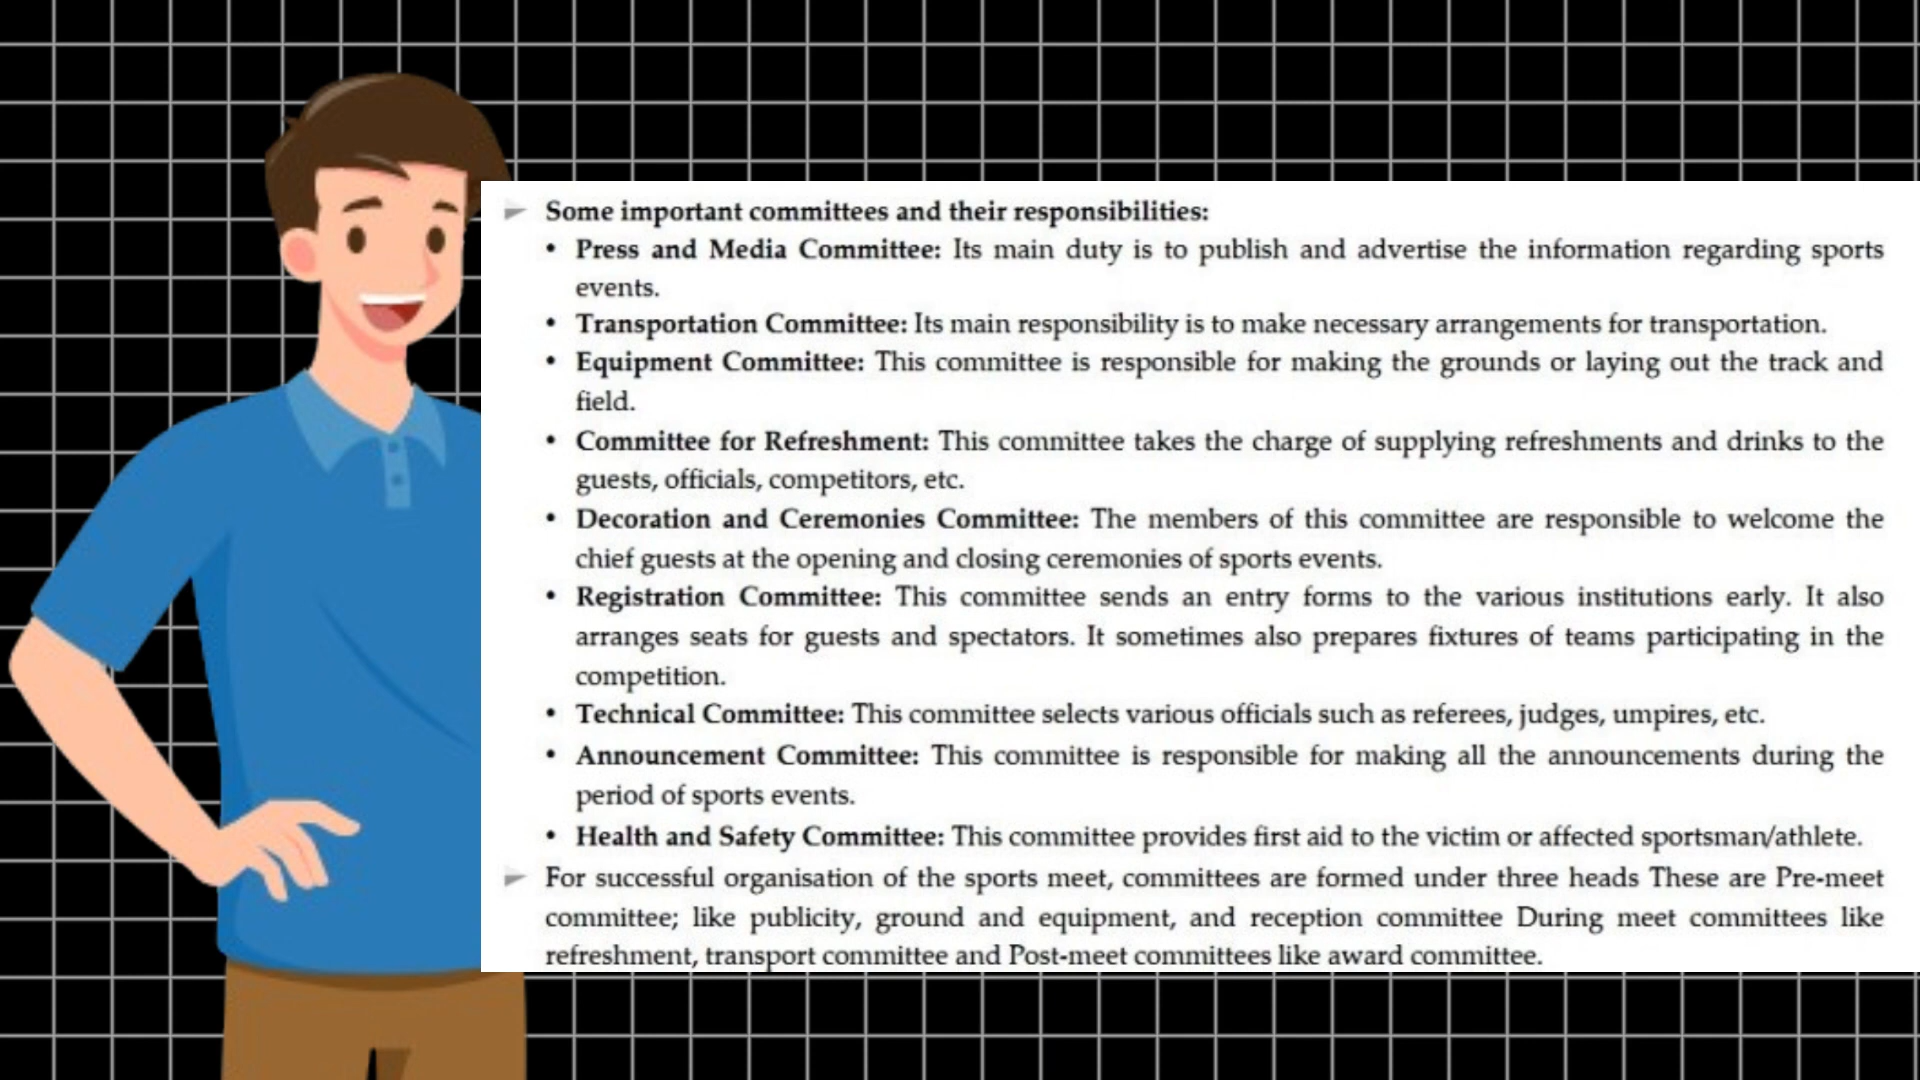 Some important committees and their responsibilities:
• Press and Media Committee: Its main duty is to publish and advertise the information regarding sports
events.
• Transportation Committee: Its main responsibility is to make necessary arrangements for transportation.
• Equipment Committee: This committee is responsible for making the grounds or laying out the track and
field.
• Committee for Refreshment: This committee takes the charge of supplying refreshments and drinks to the
guests, officials, competitors, etc.
• Decoration and Ceremonies Committee: The members of this committee are responsible to welcome the
chief guests at the opening and closing ceremonies of sports events.
• Registration Committee: This committee sends an entry forms to the various institutions early. It also
arranges seats for guests and spectators. It sometimes also prepares fixtures of teams participating in the
competition.
• Technical Committee: This committee selects various officials such as referees, judges, umpires, etc.
• Announcement Committee: This committee is responsible for making all the announcements during the
period of sports events.
• Health and Safety Committee: This committee provides first aid to the victim or affected sportsman/athlete.
For successful organisation of the sports meet, committees are formed under three heads These are Pre-meet
committee; like publicity, ground and equipment, and reception committee During meet committees like
refreshment, transport committee and Post-meet committees like award committee.